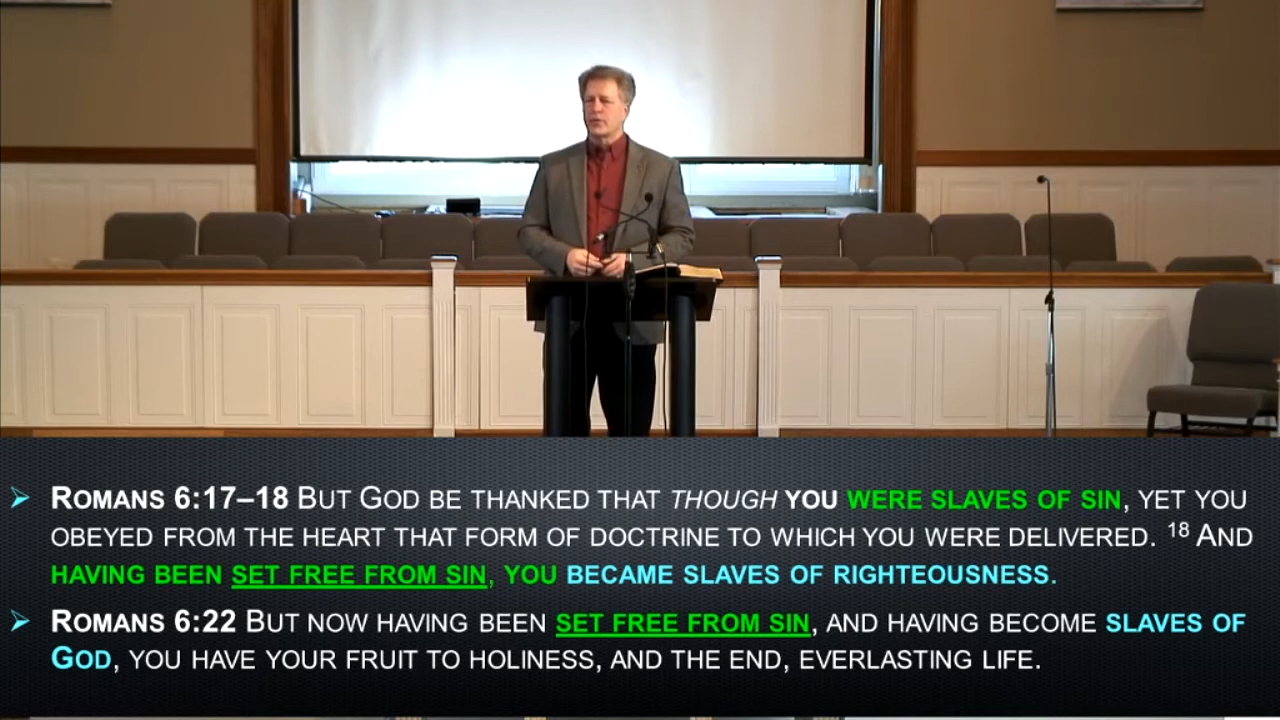 ROMANS 6:17–18 BUT GOD BE THANKED THAT THOUGH YOU WERE SLAVES OF SIN, YET YOU
OBEYED FROM THE HEART THAT FORM OF DOCTRINE TO WHICH YOU WERE DELIVERED. 18 AND
HAVING BEEN SET FREE FROM SIN, YOU BECAME SLAVES OF RIGHTEOUSNESS.
ROMANS 6:22 BUT NOW HAVING BEEN SET FREE FROM SIN, AND HAVING BECOME SLAVES OF
GOD, YOU HAVE YOUR FRUIT TO HOLINESS, AND THE END, EVERLASTING LIFE.